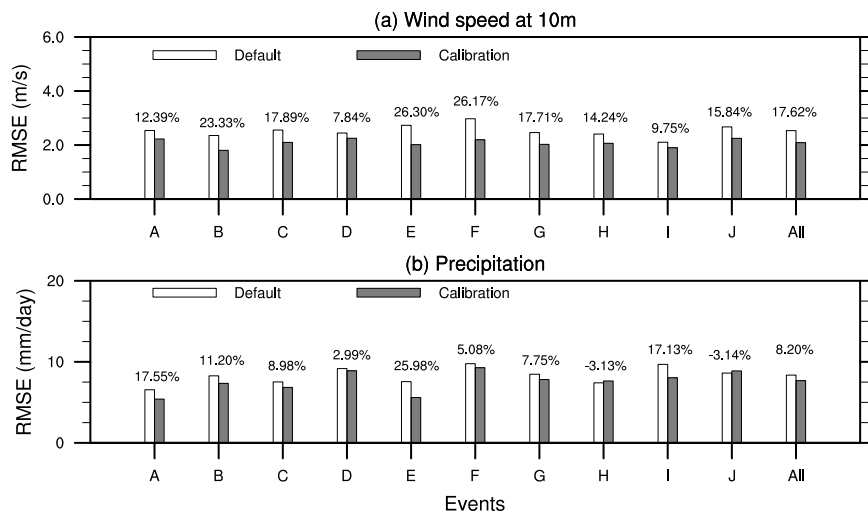 (a) Wind speed at 10m
RMSE (m/s)
6.0
4.0
2.0
0.0
Default
Calibration
12.39%
23.33%
17.89%
7.84%
26.30%
26.17%
17.71%
14.24%
9.75%
15.84%
17.62%
A B C D E F G H I J All
(b) Precipitation
RMSE (mm/day)
20
10
0
Default
Calibration
17.55%
11.20%
8.98%
2.99%
25.98%
5.08%
7.75%
-3.13%
17.13%
-3.14%
8.20%
A B C D E F G H I J All
Events